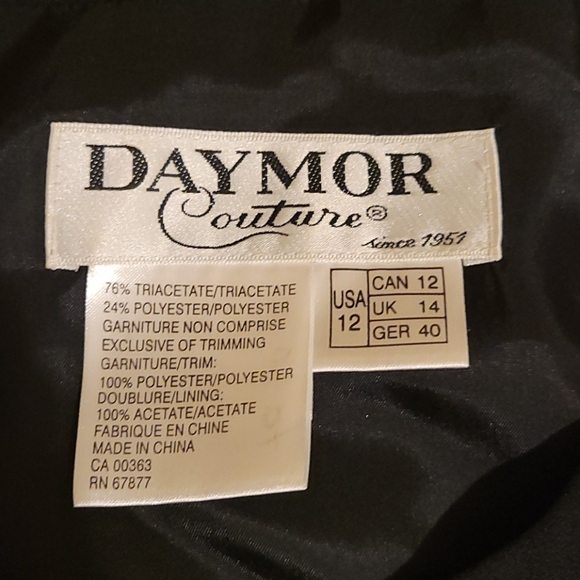 DAYMOR
Couture®
since 1951
76% TRIACETATE/TRIACETATE
24% POLYESTER/POLYESTER
GARNITURE NON COMPRISE
EXCLUSIVE OF TRIMMING
GARNITURE/TRIM:
100% POLYESTER/POLYESTER
DOUBLURE/LINING:
100% ACETATE/ACETATE
FABRIQUE EN CHINE
MADE IN CHINA
CA 00363
RN 67877
USA
12
CAN 12
UK 14
GER 40